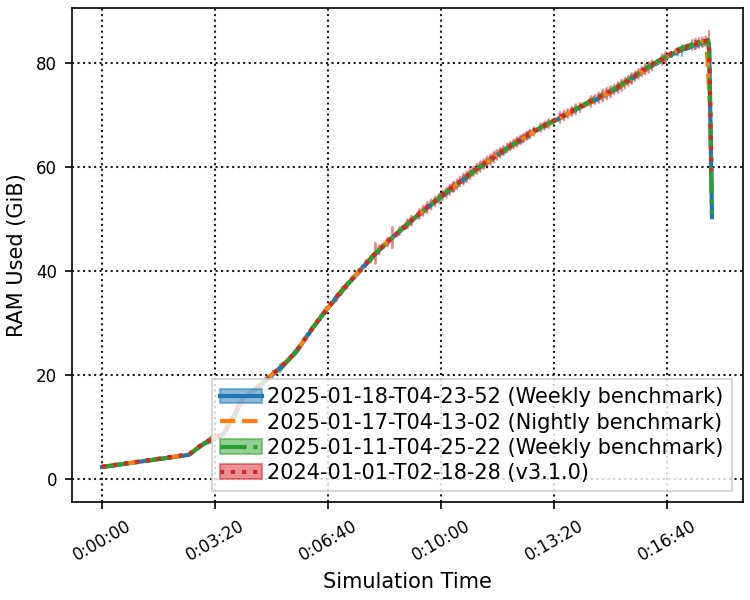 RAM Used (GiB)
80
60
40
20
0
2025-01-18-T04-23-52 (Weekly benchmark)
2025-01-17-T04-13-02 (Nightly benchmark)
2025-01-11-T04-25-22 (Weekly benchmark)
2024-01-01-T02-18-28 (v3.1.0)
0:00:00
0:03:20
0:06:40
0:10:00
0:13:20
0:16:40
Simulation Time